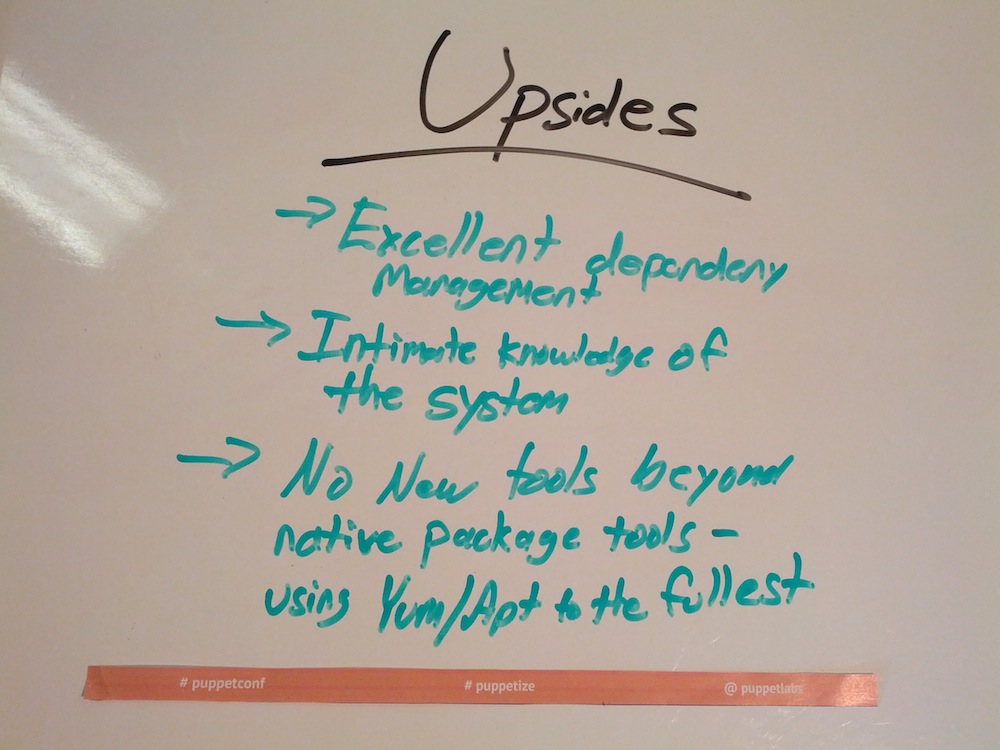 Upsides
→ Excellent dependeny
Management
→ Intimate knowledge of
the system
→ No New tools beyond
native package tools -
using Yum/Apt to the fullest
# puppetconf # puppetize @ puppetlabs